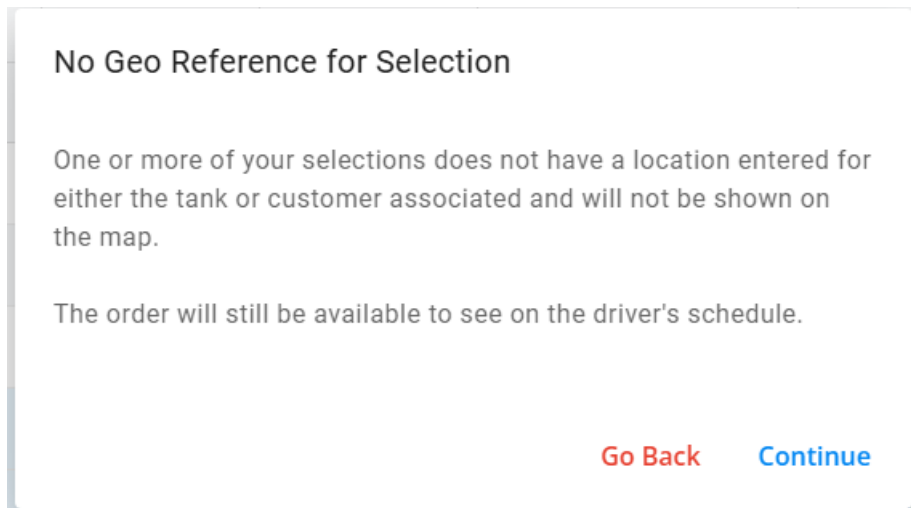 No Geo Reference for Selection
One or more of your selections does not have a location entered for
either the tank or customer associated and will not be shown on
the map.
The order will still be available to see on the driver's schedule.
Go Back Continue